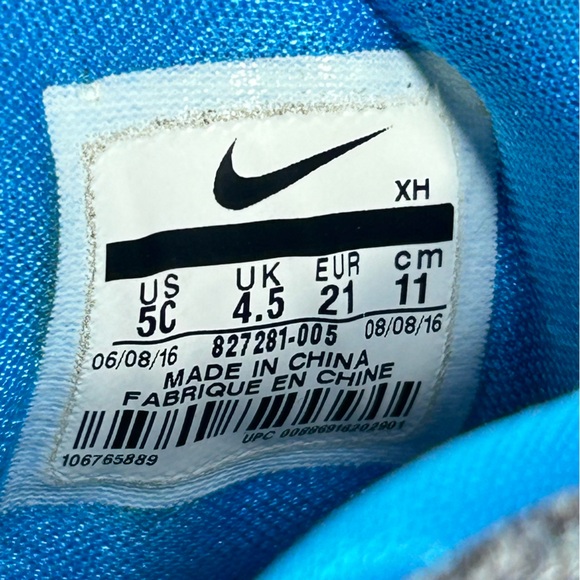 XH
US UK EUR cm
5C 4.5 21 11
06/08/16 827281-005 08/08/16
MADE IN CHINA
FABRIQUE EN CHINE
106765889 UPC 00886916202901